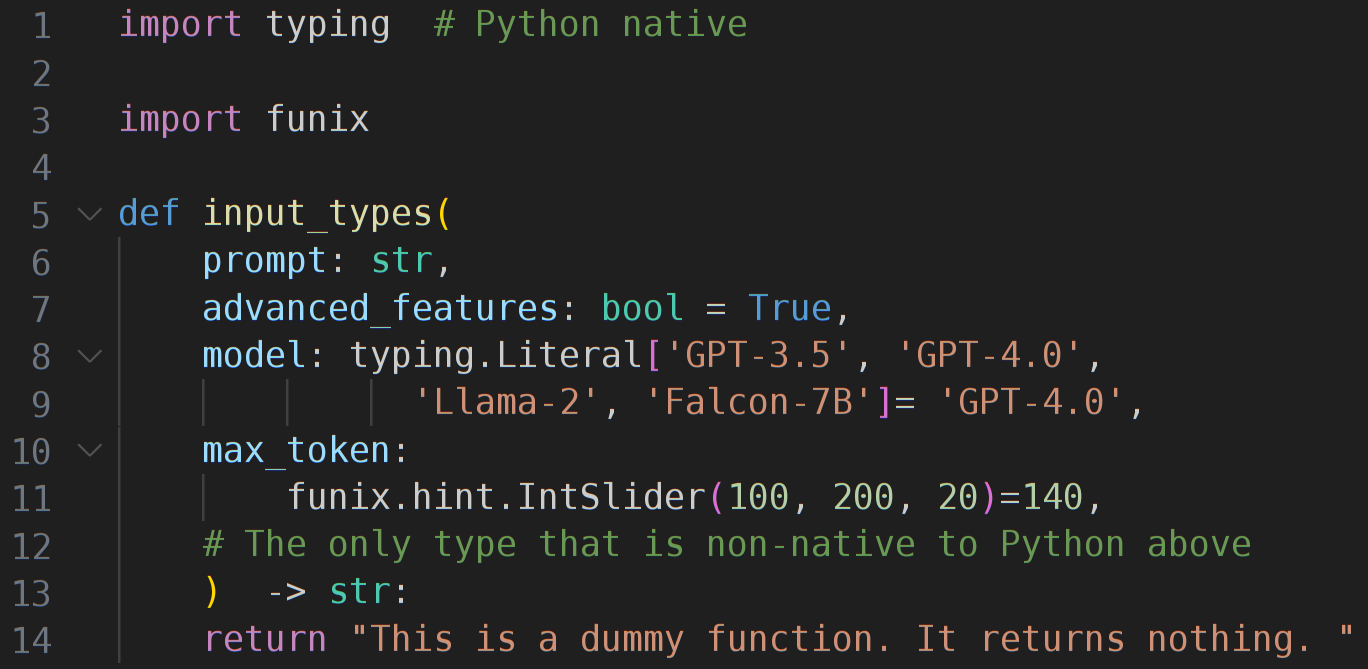 1 import typing  # Python native
2
3 import funix
4
5 def input_types(
6     prompt: str,
7     advanced_features: bool = True,
8     model: typing.Literal['GPT-3.5', 'GPT-4.0',
9               'Llama-2', 'Falcon-7B']= 'GPT-4.0',
10     max_token:
11         funix.hint.IntSlider(100, 200, 20)=140,
12     # The only type that is non-native to Python above
13     )  -> str:
14     return "This is a dummy function. It returns nothing. "